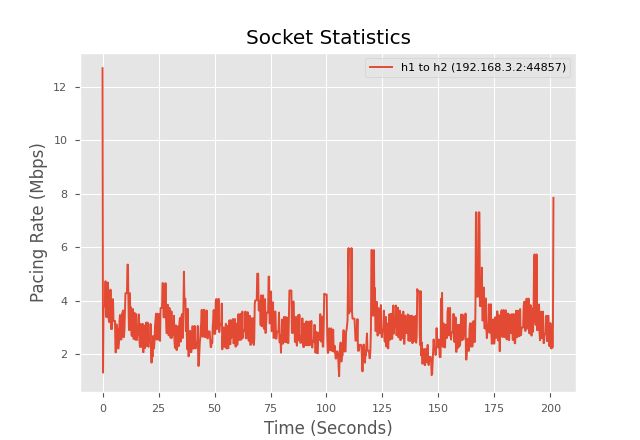 Socket Statistics
h1 to h2 (192.168.3.2:44857)
Pacing Rate (Mbps)
12
10
8
6
4
2
0 25 50 75 100 125 150 175 200
Time (Seconds)